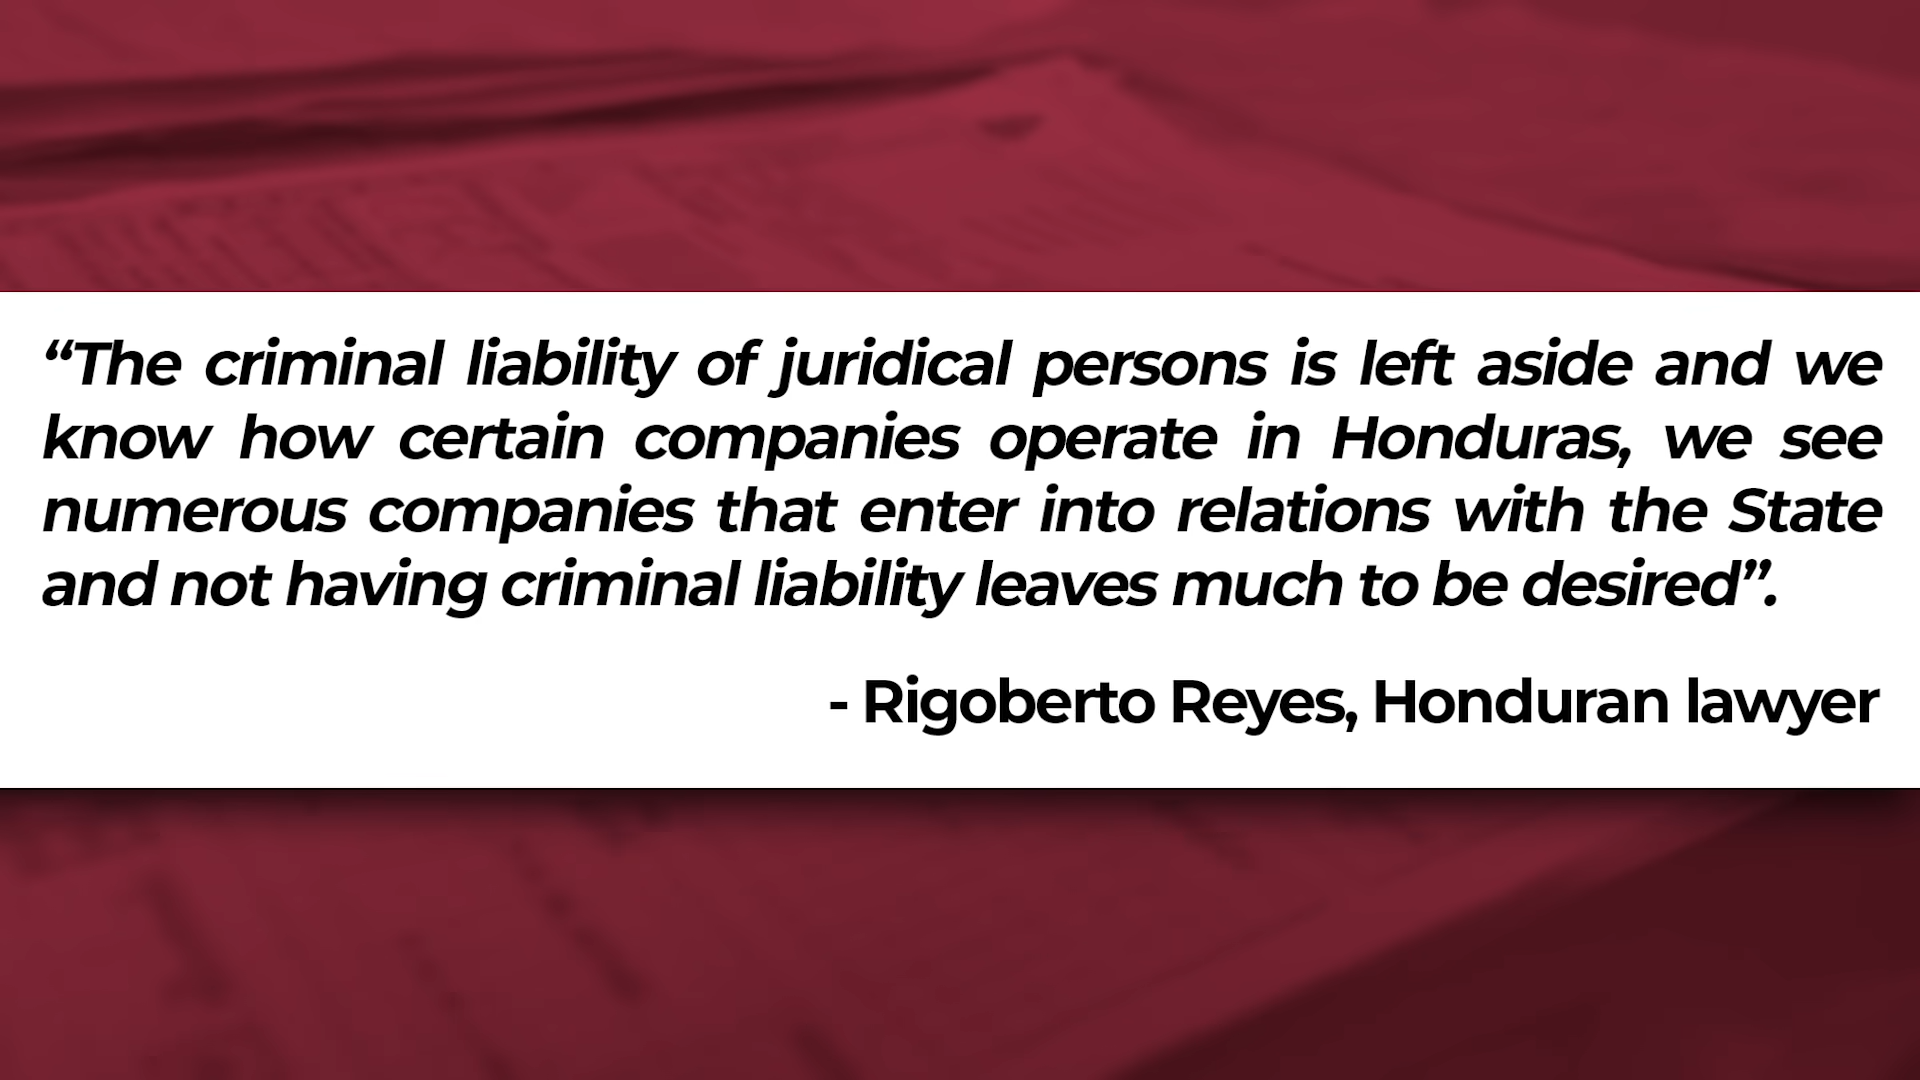 “The criminal liability of juridical persons is left aside and we
know how certain companies operate in Honduras, we see
numerous companies that enter into relations with the State
and not having criminal liability leaves much to be desired”.
- Rigoberto Reyes, Honduran lawyer